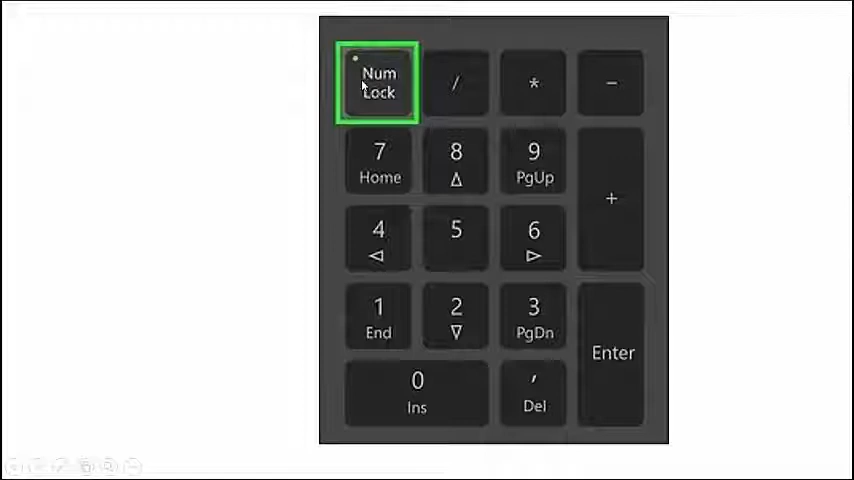 Num
Lock
/
*
−
7
Home
8
9
PgUp
+
4
5
6
1
End
2
3
PgDn
Enter
0
Ins
,
Del